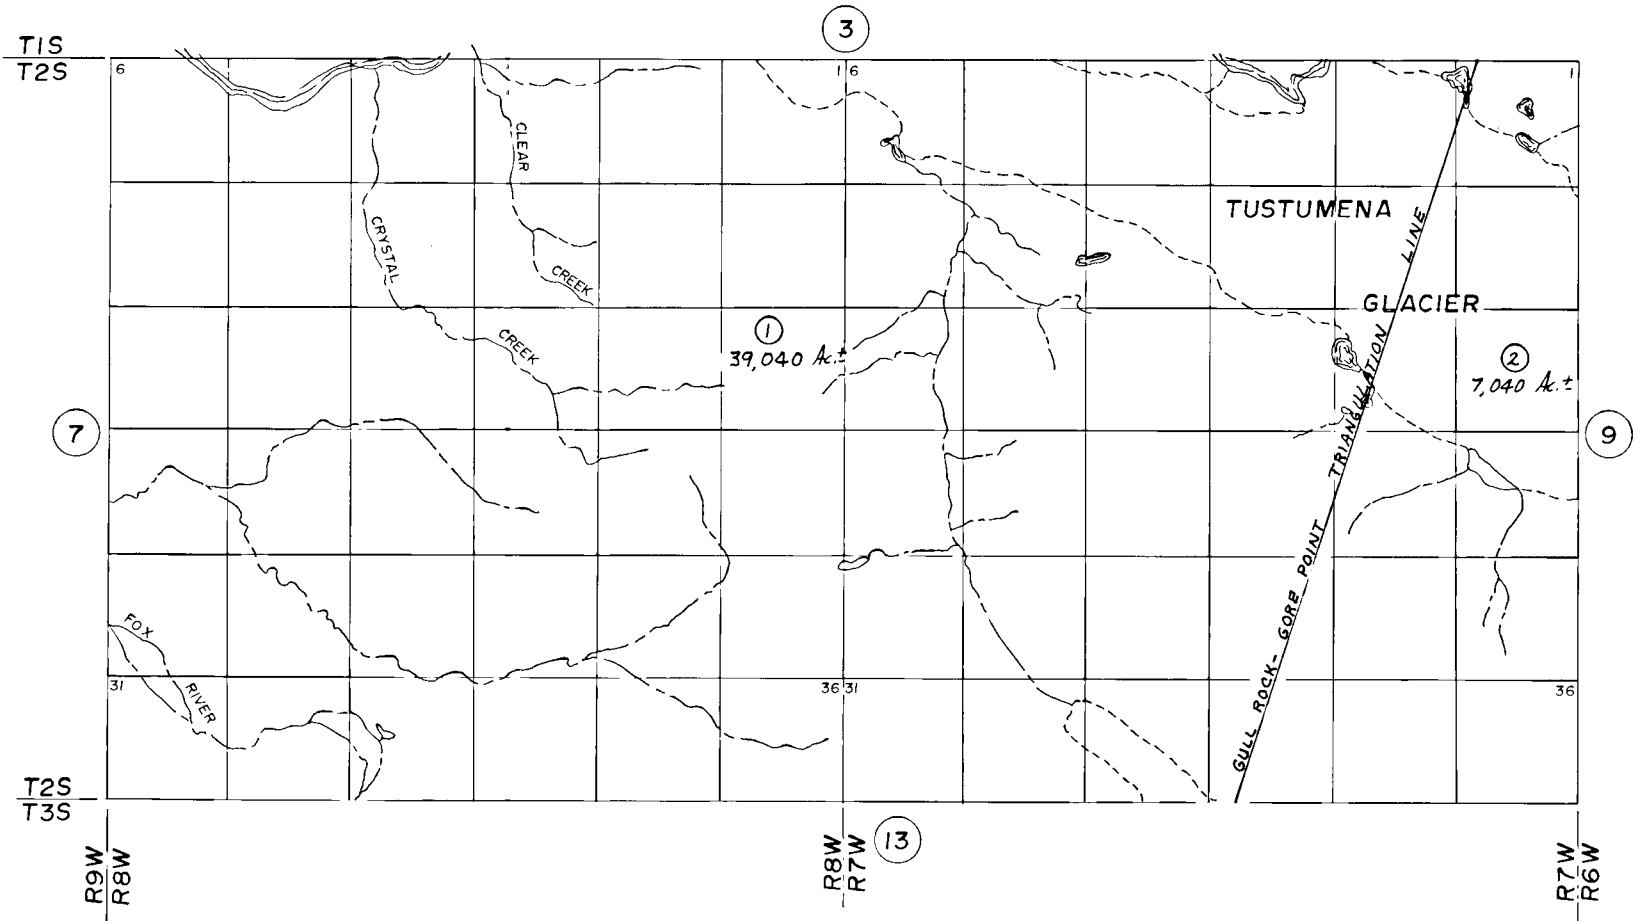 3
T1S
T2S
6
1
6
1
CLEAR
CREEK
CRYSTAL
CREEK
TUSTUMENA
GLACIER
GULL ROCK - GORE POINT TRIANGULATION LINE
1
39,040 Ac.±
2
7,040 Ac.±
7
9
FOX
RIVER
31
36
31
36
T2S
T3S
13
R9W
R8W
R8W
R7W
R7W
R6W